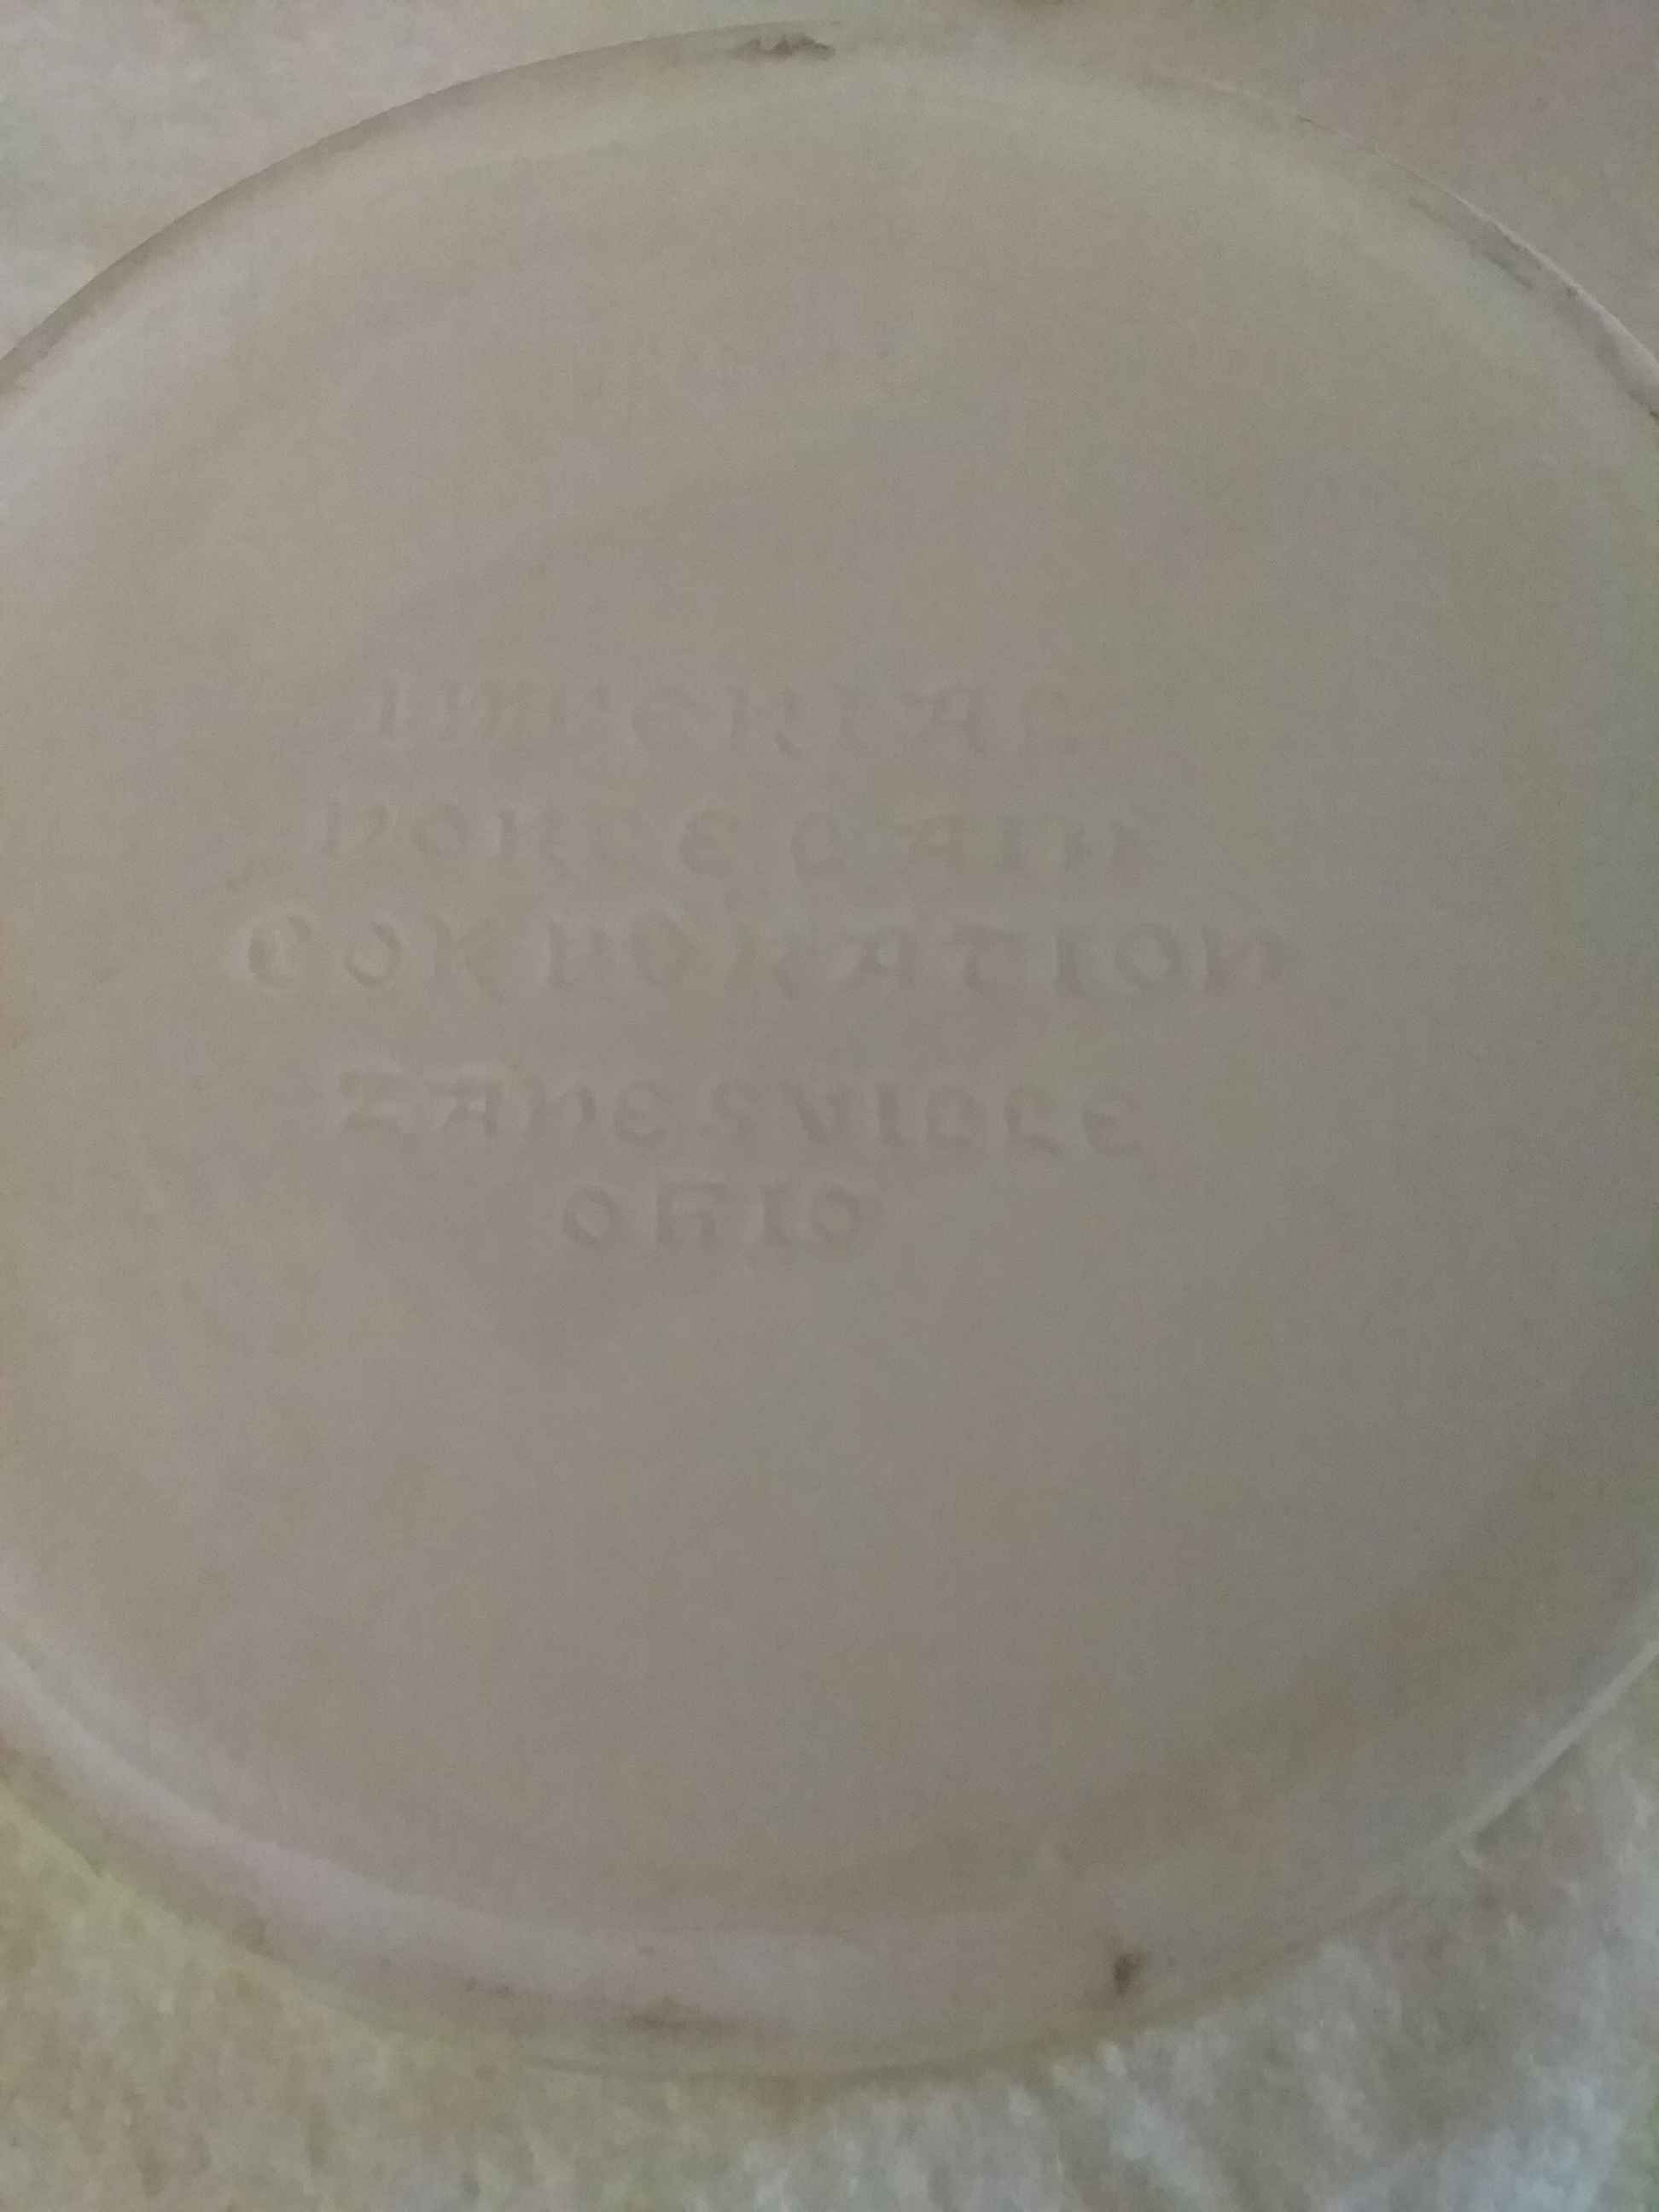 IMPERIAL
PORCELAIN
CORPORATION
ZANESVILLE
OHIO